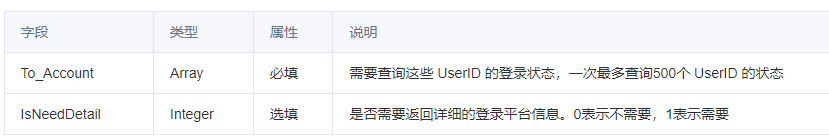 字段 类型 属性 说明
To_Account Array 必填 需要查询这些 UserID 的登录状态，一次最多查询500个 UserID 的状态
IsNeedDetail Integer 选填 是否需要返回详细的登录平台信息。0表示不需要，1表示需要